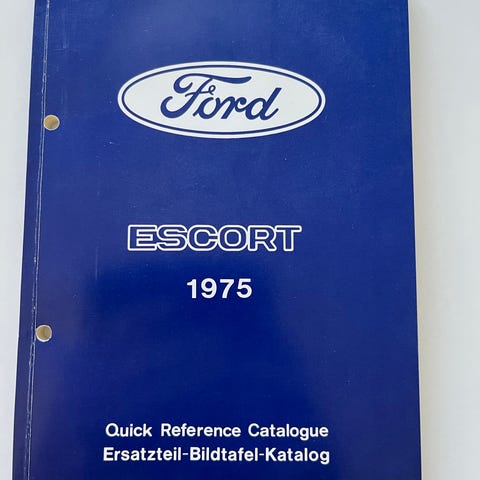 Ford
ESCORT
1975
Quick Reference Catalogue
Ersatzteil-Bildtafel-Katalog